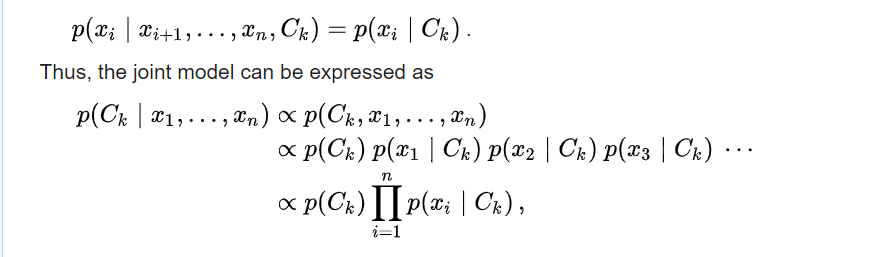 p(x_i | x_{i+1}, ..., x_n, C_k) = p(x_i | C_k) .
Thus, the joint model can be expressed as
p(C_k | x_1, ..., x_n) ∝ p(C_k, x_1, ..., x_n)
∝ p(C_k) p(x_1 | C_k) p(x_2 | C_k) p(x_3 | C_k) ⋯
∝ p(C_k) ∏_{i=1}^{n} p(x_i | C_k) ,